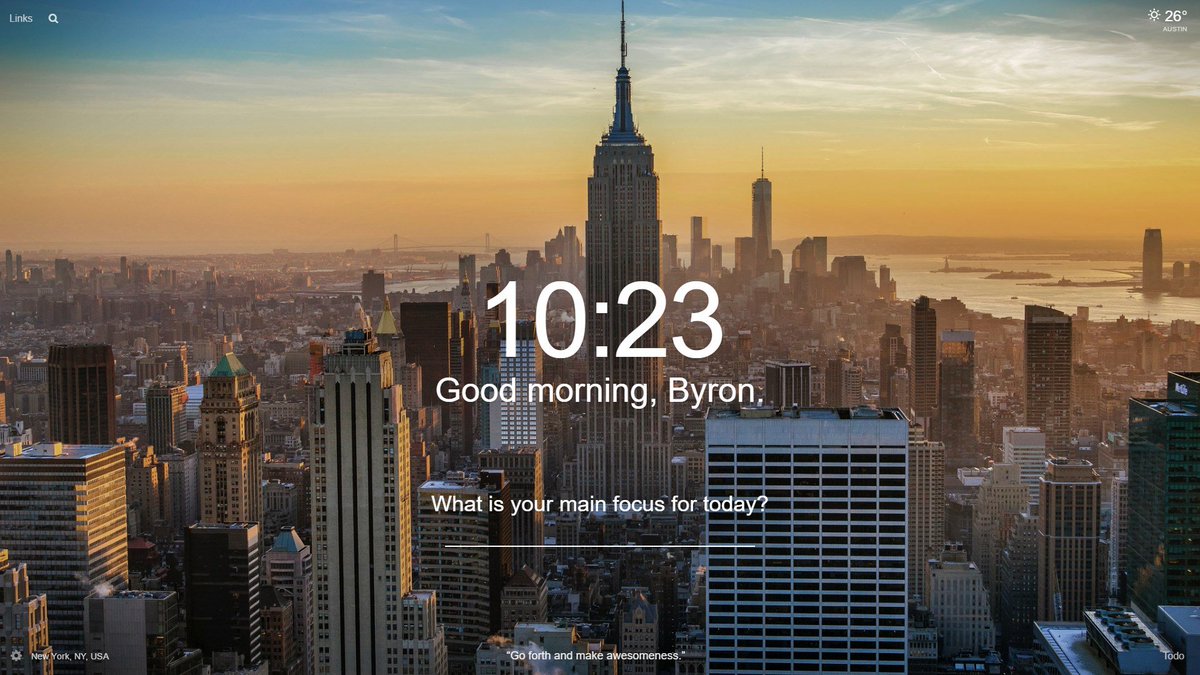 Links
26°
AUSTIN
10:23
Good morning, Byron.
What is your main focus for today?
New York, NY, USA
"Go forth and make awesomeness."
Todo